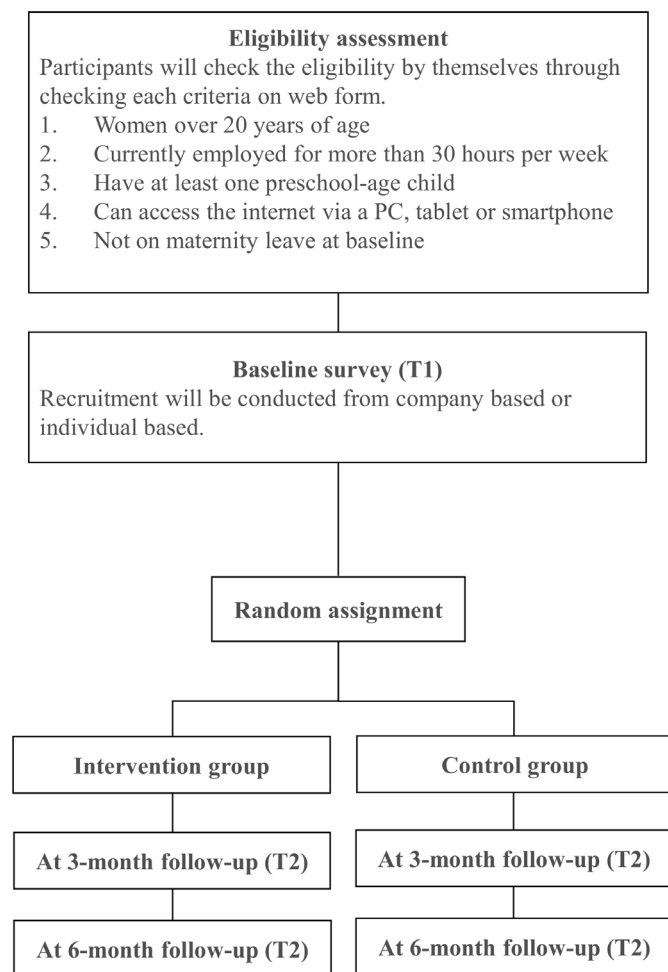 Eligibility assessment
Participants will check the eligibility by themselves through
checking each criteria on web form.
1. Women over 20 years of age
2. Currently employed for more than 30 hours per week
3. Have at least one preschool-age child
4. Can access the internet via a PC, tablet or smartphone
5. Not on maternity leave at baseline
Baseline survey (T1)
Recruitment will be conducted from company based or
individual based.
Random assignment
Intervention group
Control group
At 3-month follow-up (T2)
At 3-month follow-up (T2)
At 6-month follow-up (T2)
At 6-month follow-up (T2)